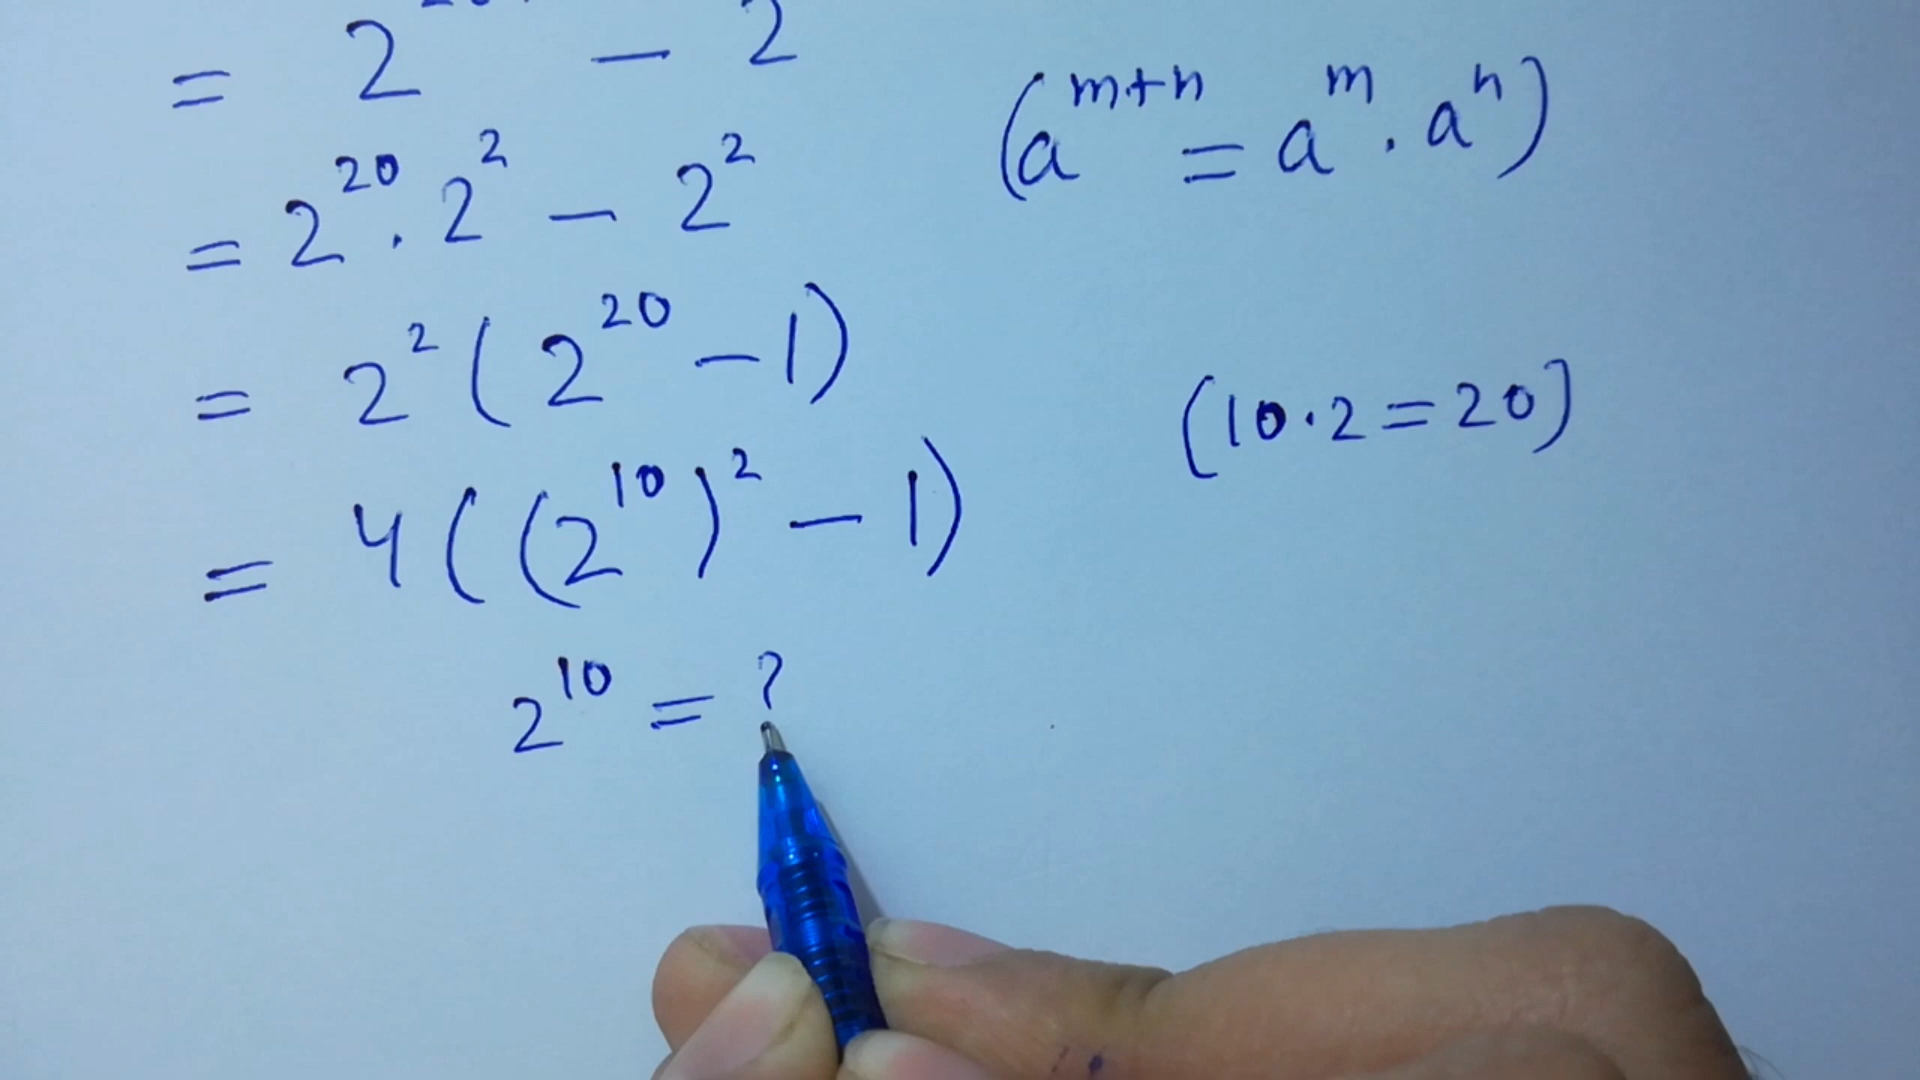 = 2 - 2
= 2²⁰ . 2² - 2² (aᵐ⁺ⁿ = aᵐ . aⁿ)
= 2² ( 2²⁰ - 1)
(10 . 2 = 20)
= 4 ( (2¹⁰)² - 1)
2¹⁰ = ?